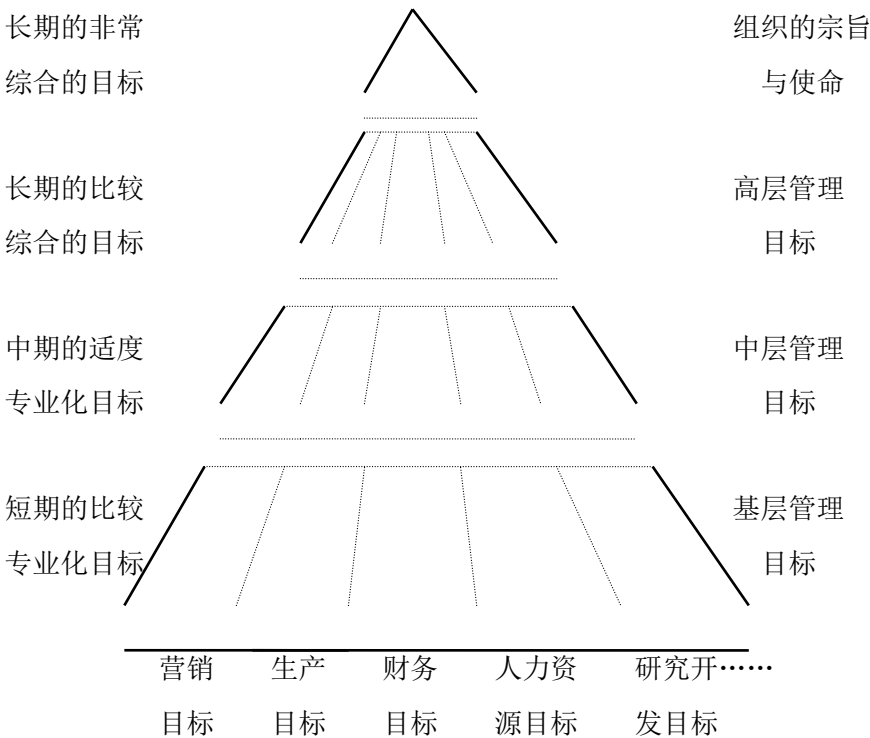 长期的非常 组织的宗旨
综合的目标 与使命
长期的比较 高层管理
综合的目标 目标
中期的适度 中层管理
专业化目标 目标
短期的比较 基层管理
专业化目标 目标
营销 生产 财务 人力资 研究开……
目标 目标 目标 源目标 发目标